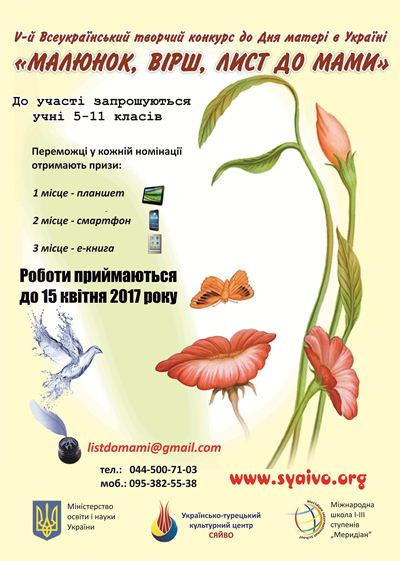 V-й Всеукраїнський творчий конкурс до Дня матері в Україні
«МАЛЮНОК, ВІРШ, ЛИСТ ДО МАМИ»
До участі запрошуються
учні 5-11 класів
Переможці у кожній номінації
отримають призи:
1 місце - планшет
2 місце - смартфон
3 місце - е-книга
Роботи приймаються
до 15 квітня 2017 року
listdomami@gmail.com
тел.: 044-500-71-03
моб.: 095-382-55-38
www.syaivo.org
Міністерство
освіти і науки
України
Українсько-турецький
культурний центр
СЯЙВО
Міжнародна
школа І-ІІІ
ступенів
„Меридіан"